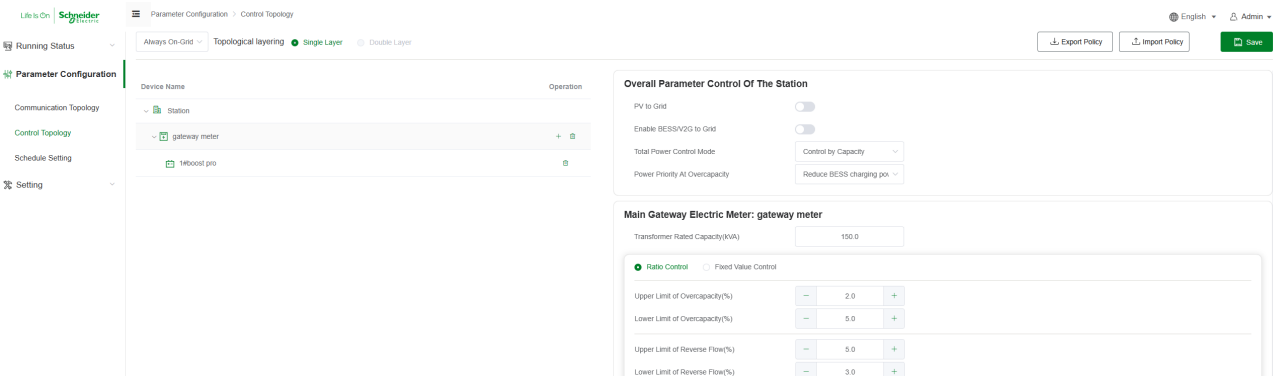 Life Is On | Schneider Electric
Parameter Configuration > Control Topology
English
Admin
Running Status
Always On-Grid
Topological layering
Single Layer
Double Layer
Export Policy
Import Policy
Save
Parameter Configuration
Communication Topology
Control Topology
Schedule Setting
Setting
Device Name
Operation
Station
gateway meter
1#boost pro
Overall Parameter Control Of The Station
PV to Grid
Enable BESS/V2G to Grid
Total Power Control Mode
Control by Capacity
Power Priority At Overcapacity
Reduce BESS charging pov
Main Gateway Electric Meter: gateway meter
Transformer Rated Capacity(kVA)
150.0
Ratio Control
Fixed Value Control
Upper Limit of Overcapacity(%)
− 2.0 +
Lower Limit of Overcapacity(%)
− 5.0 +
Upper Limit of Reverse Flow(%)
− 5.0 +
Lower Limit of Reverse Flow(%)
− 3.0 +